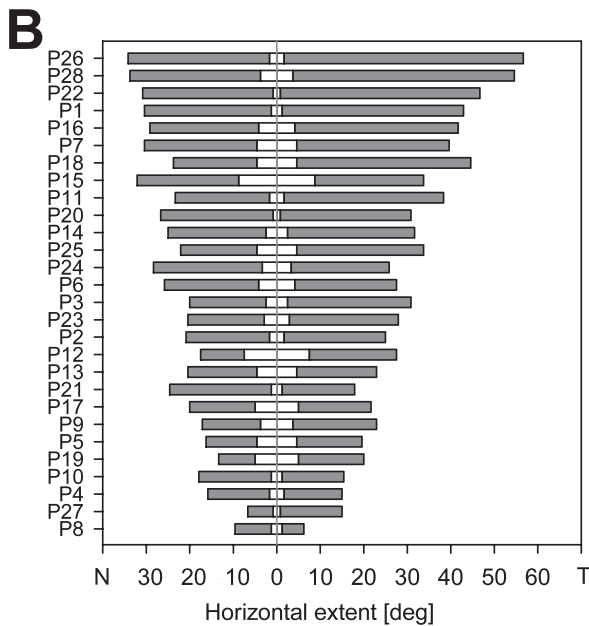 B
P26
P28
P22
P1
P16
P7
P18
P15
P11
P20
P14
P25
P24
P6
P3
P23
P2
P12
P13
P21
P17
P9
P5
P19
P10
P4
P27
P8
N 30 20 10 0 10 20 30 40 50 60 T
Horizontal extent [deg]